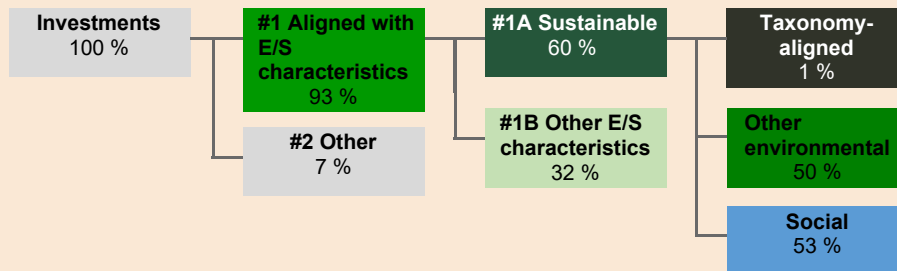 Investments
100 %
#1 Aligned with
E/S
characteristics
93 %
#2 Other
7 %
#1A Sustainable
60 %
#1B Other E/S
characteristics
32 %
Taxonomy-
aligned
1 %
Other
environmental
50 %
Social
53 %